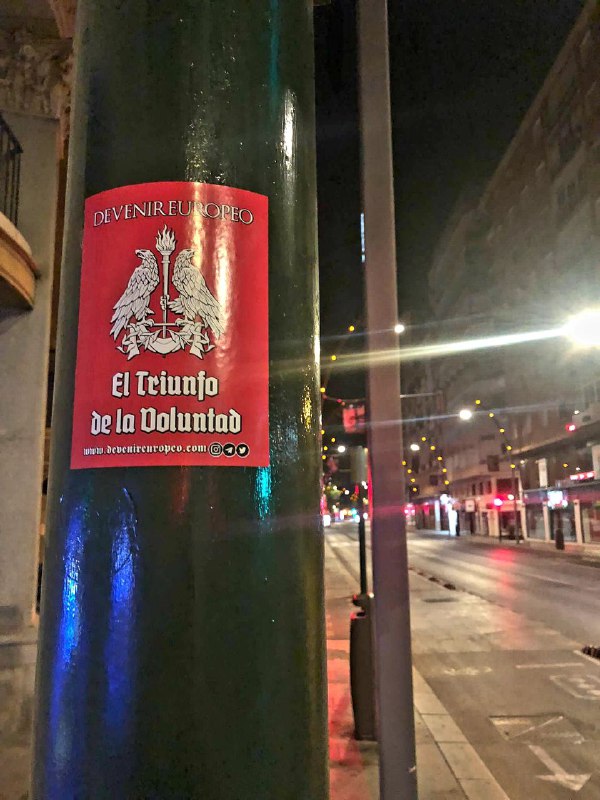 DEVENIREUROPEO
El Triunfo
de la Voluntad
www.devenireuropeo.com